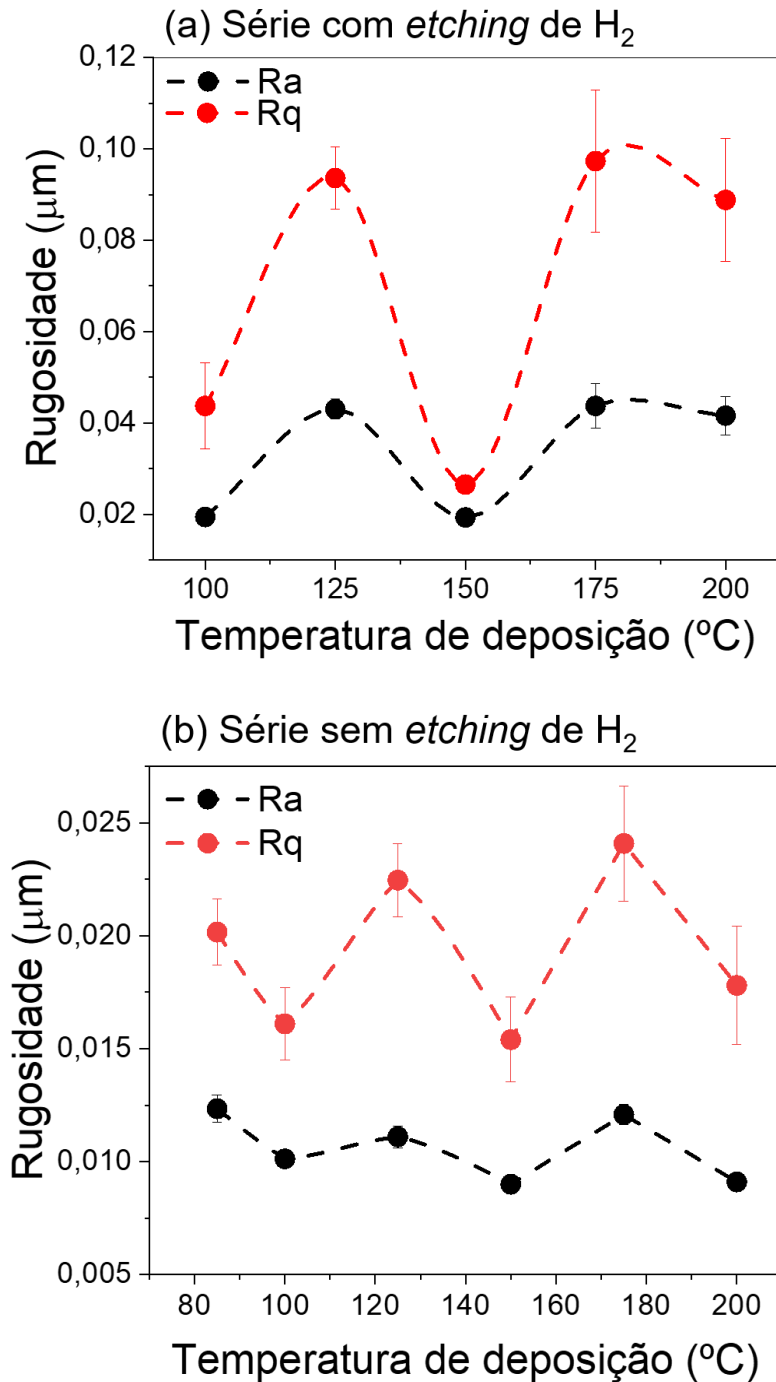 (a) Série com etching de H₂
0,12
0,10
0,08
0,06
0,04
0,02
Rugosidade (μm)
Ra
Rq
100 125 150 175 200
Temperatura de deposição (ºC)
(b) Série sem etching de H₂
0,025
0,020
0,015
0,010
0,005
Rugosidade (μm)
Ra
Rq
80 100 120 140 160 180 200
Temperatura de deposição (ºC)